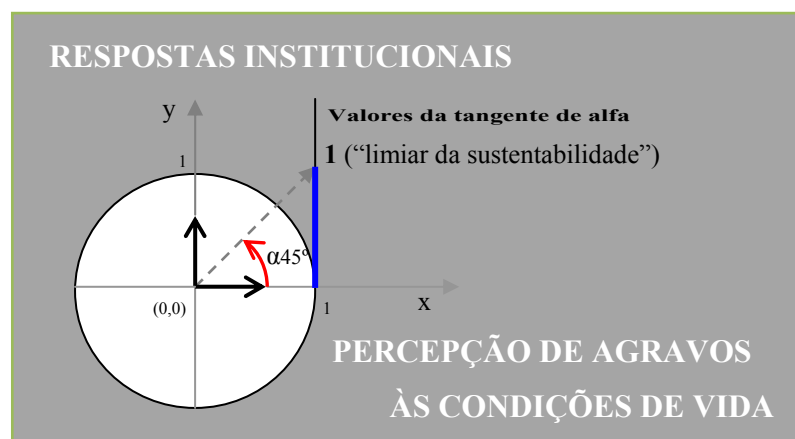 RESPOSTAS INSTITUCIONAIS
y
Valores da tangente de alfa
1
1 (“limiar da sustentabilidade”)
α45º
(0,0)
1
x
PERCEPÇÃO DE AGRAVOS
ÀS CONDIÇÕES DE VIDA